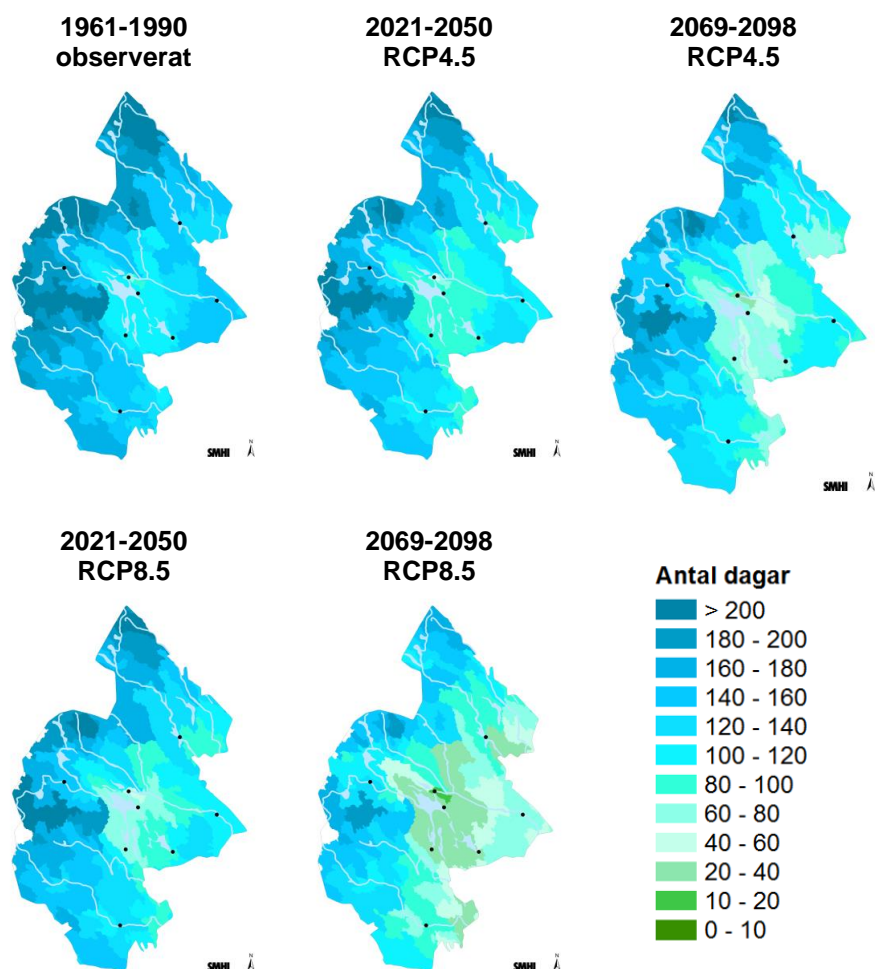 1961-1990
observerat
2021-2050
RCP4.5
2069-2098
RCP4.5
SMHI
N
SMHI
N
SMHI
N
2021-2050
RCP8.5
2069-2098
RCP8.5
SMHI
N
SMHI
N
Antal dagar
> 200
180 - 200
160 - 180
140 - 160
120 - 140
100 - 120
80 - 100
60 - 80
40 - 60
20 - 40
10 - 20
0 - 10